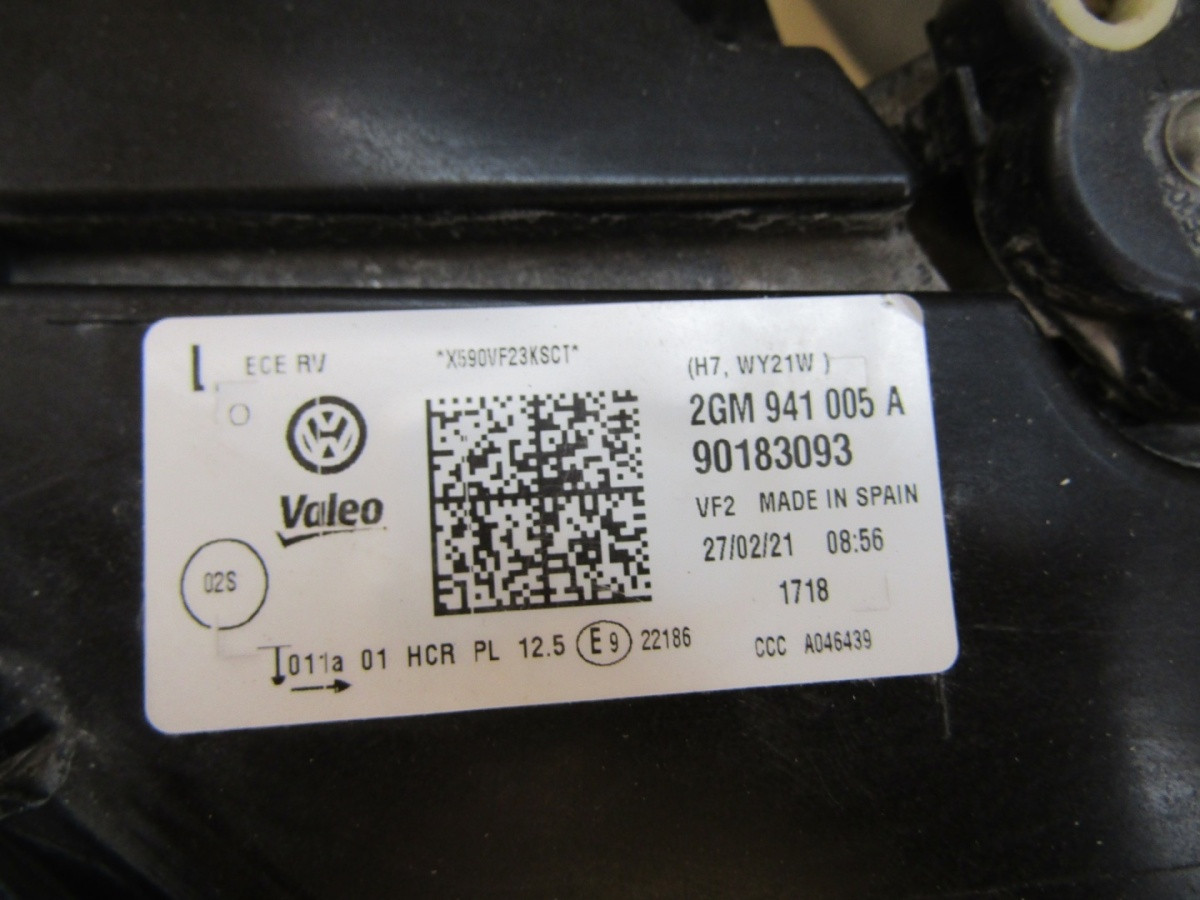 L ECE RV *X590VF23KSCT* (H7, WY21W )
2GM 941 005 A
90183093
Valeo
VF2 MADE IN SPAIN
27/02/21 08:56
02S
1718
011a 01 HCR PL 12.5 E9 22186 CCC A046439